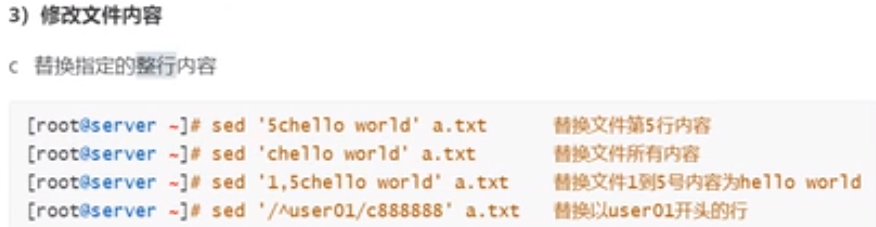 3）修改文件内容
c 替换指定的整行内容
[root@server ~]# sed '5chello world' a.txt 替换文件第5行内容
[root@server ~]# sed 'chello world' a.txt 替换文件所有内容
[root@server ~]# sed '1,5chello world' a.txt 替换文件1到5号内容为hello world
[root@server ~]# sed '/^user01/c888888' a.txt 替换以user01开头的行